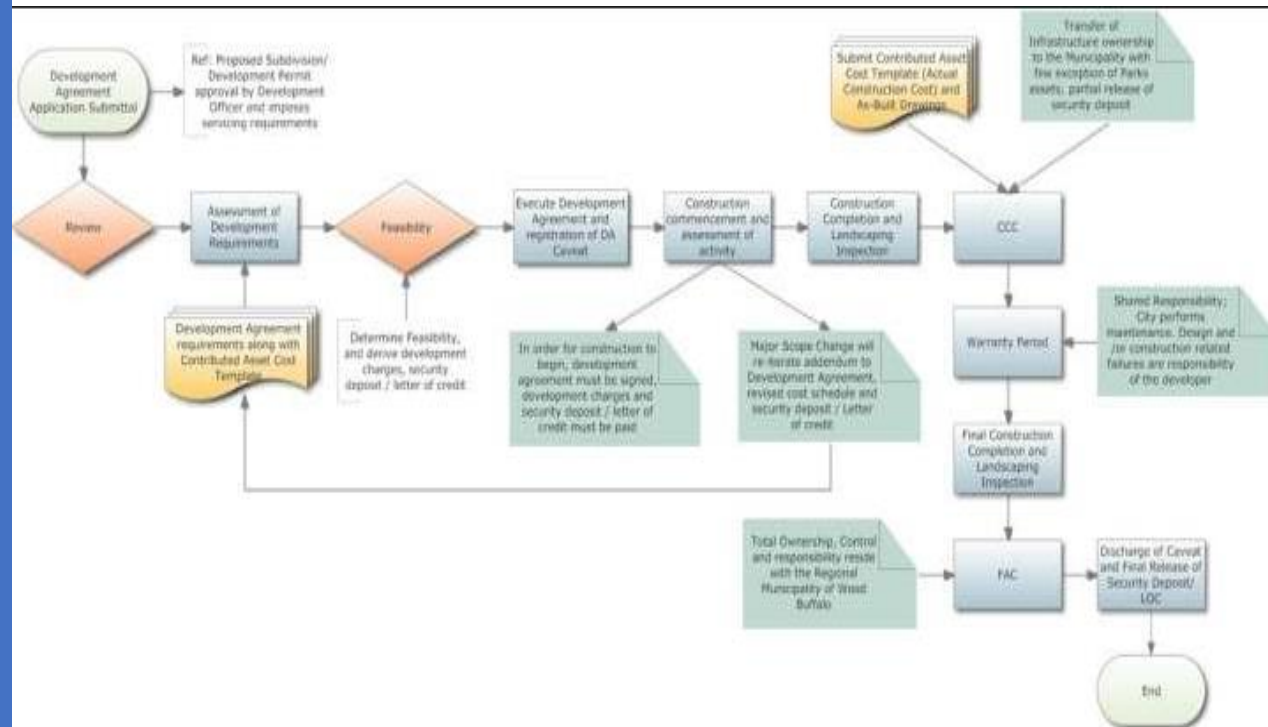 Development
Agreement
Application Submittal
Ref: Proposed Subdivision/
Development Permit
approval by Development
Officer and imposes
servicing requirements
Submit Contributed Asset
Cost Template (Actual
Construction Cost) and
As-Built Drawings
Transfer of
Infrastructure ownership
to the Municipality with
few exception of Parks
assets; partial release of
security deposit
Review
Assessment of
Development
Requirements
Feasibility
Execute Development
Agreement and
registration of DA
Caveat
Construction
commencement and
assessment of
activity
Construction
Completion and
Landscaping
Inspection
CCC
Development Agreement
requirements along with
Contributed Asset Cost
Template
Determine Feasibility,
and derive development
charges, security
deposit / letter of credit
In order for construction to
begin, development
agreement must be signed,
development charges and
security deposit / letter of
credit must be paid
Major Scope Change will
re-iterate addendum to
Development Agreement,
revised cost schedule and
security deposit / Letter
of credit
Warranty Period
Shared Responsibility;
City performs
maintenance. Design and
/or construction related
failures are responsibility
of the developer
Final Construction
Completion and
Landscaping
Inspection
Total Ownership, Control
and responsibility reside
with the Regional
Municipality of Wood
Buffalo
FAC
Discharge of Caveat
and Final Release of
Security Deposit/
LOC
End